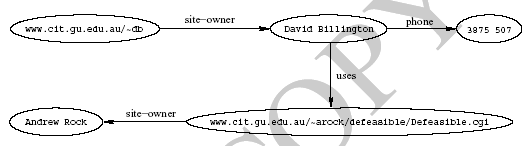 site-owner
www.cit.gu.edu.au/~db
David Billington
phone
3875 507
uses
site-owner
Andrew Rock
www.cit.gu.edu.au/~arock/defeasible/Defeasible.cgi
COPY